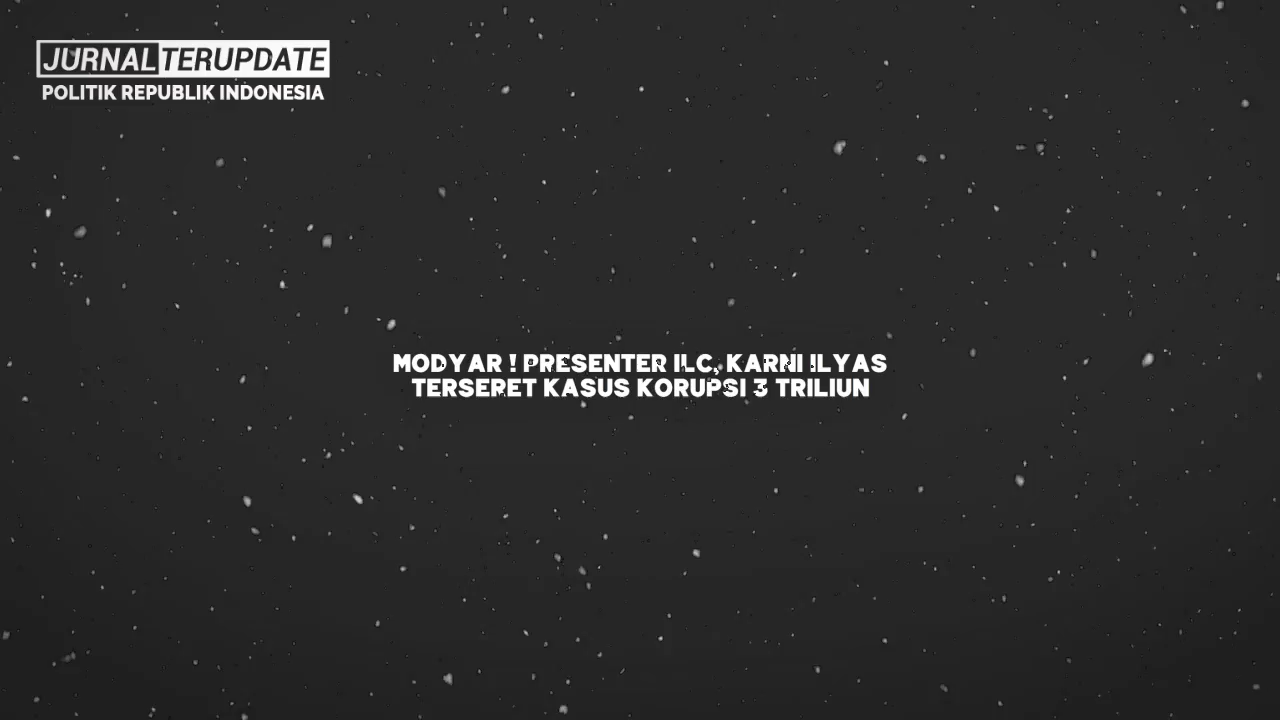 JURNALTERUPDATE
POLITIK REPUBLIK INDONESIA
MODYAR ! PRESENTER ILC, KARNI ILYAS
TERSERET KASUS KORUPSI 3 TRILIUN